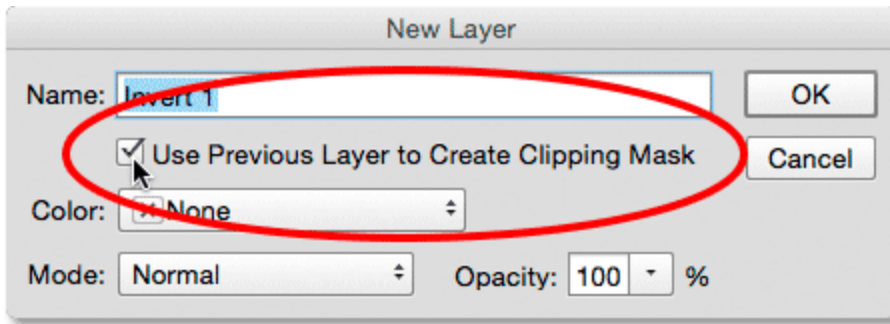 New Layer
Name: Invert 1 OK
Use Previous Layer to Create Clipping Mask Cancel
Color: None
Mode: Normal Opacity: 100 %